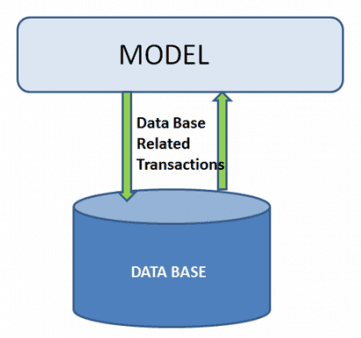 MODEL
Data Base
Related
Transactions
DATA BASE